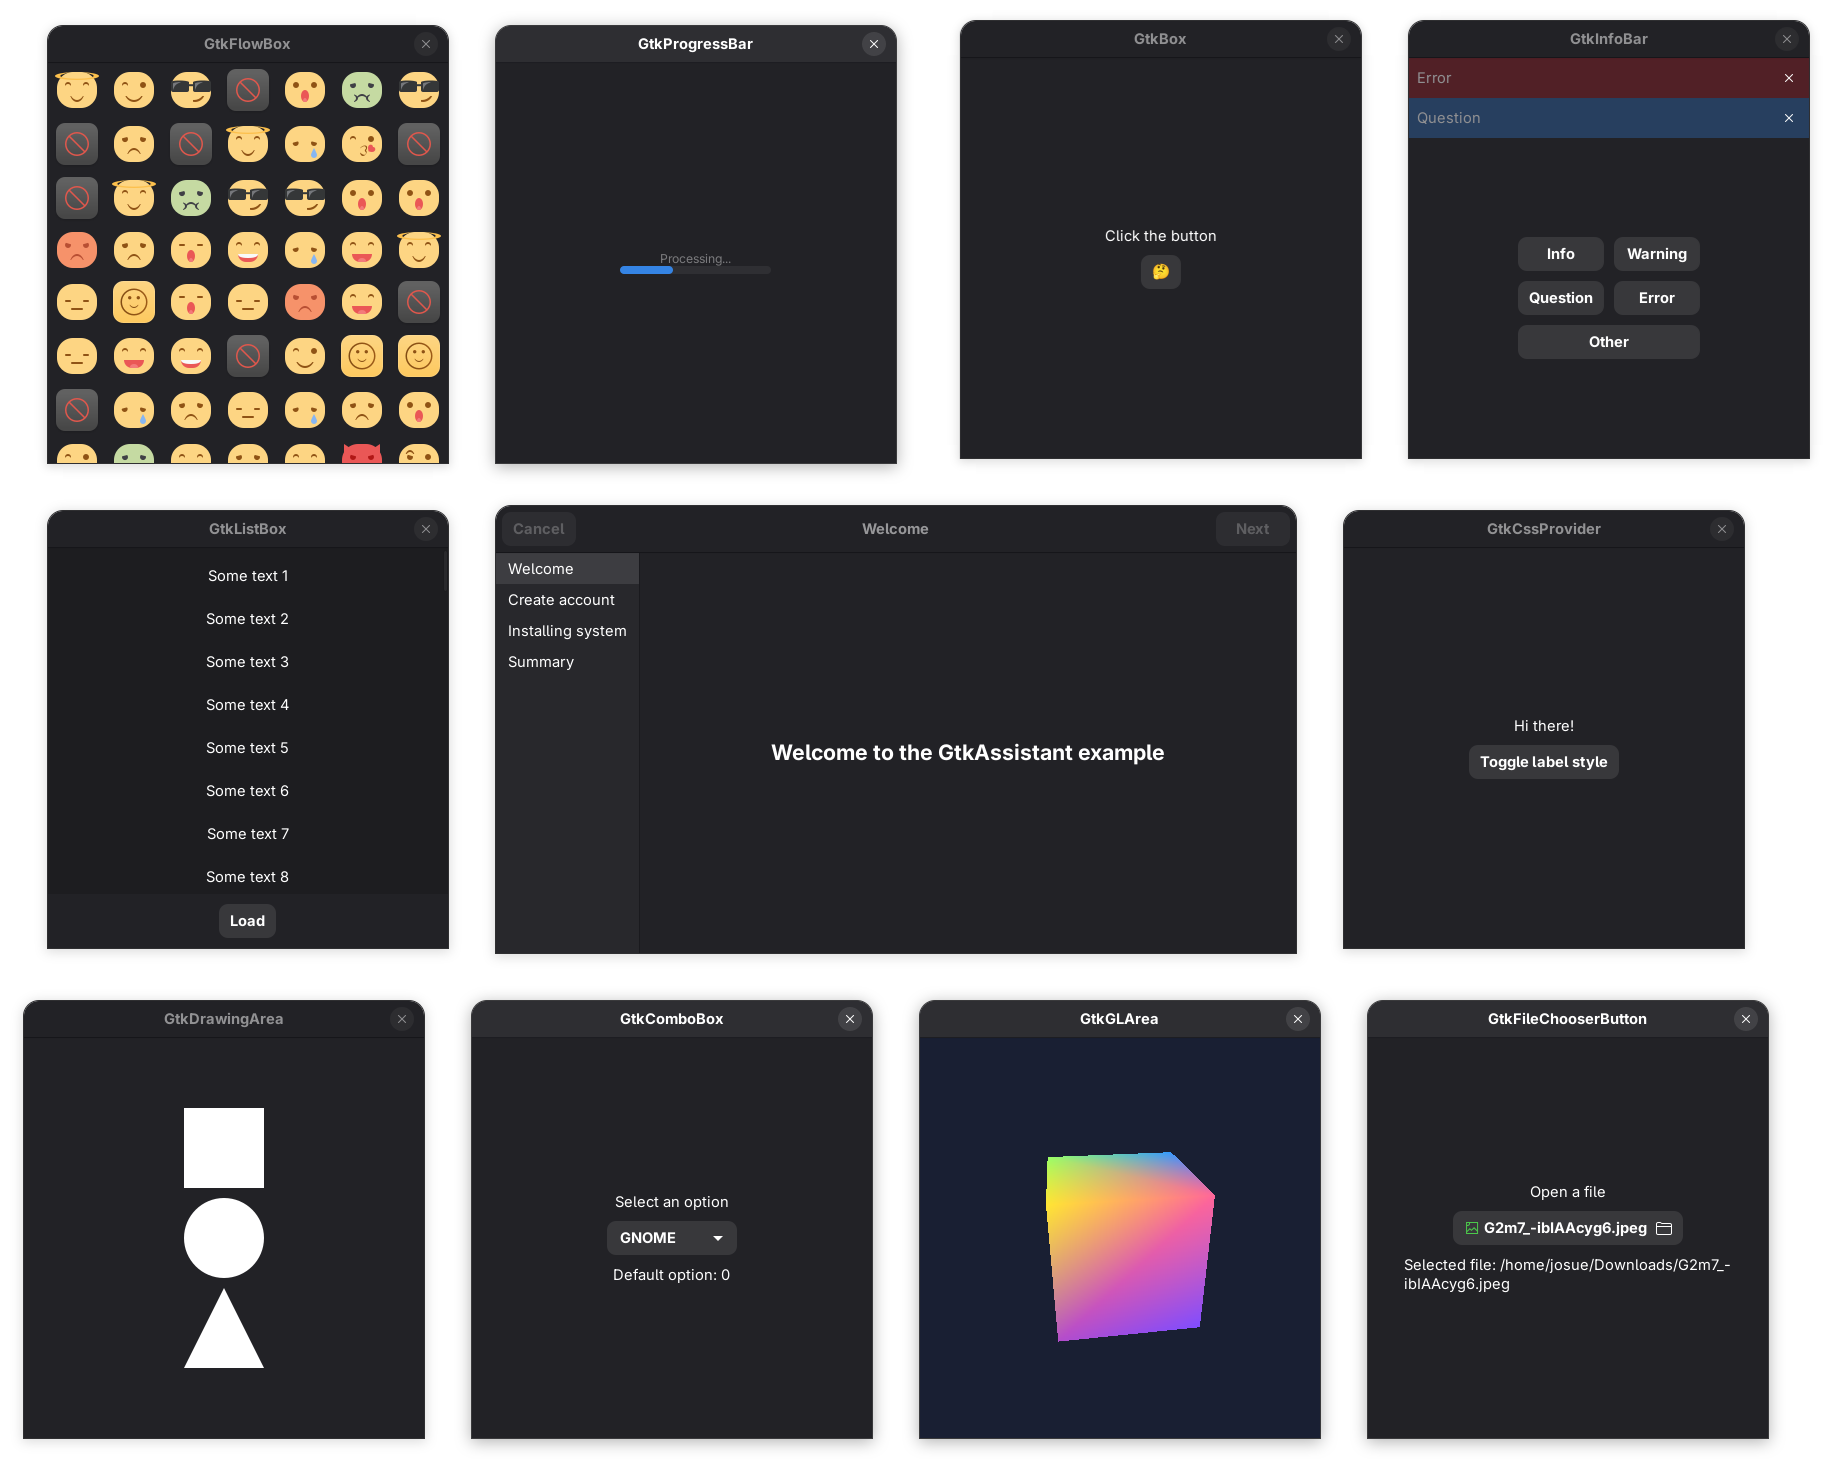 GtkFlowBox
GtkProgressBar
Processing...
GtkBox
Click the button
GtkInfoBar
Error
Question
Info
Warning
Question
Error
Other
GtkListBox
Some text 1
Some text 2
Some text 3
Some text 4
Some text 5
Some text 6
Some text 7
Some text 8
Load
Cancel
Welcome
Next
Welcome
Create account
Installing system
Summary
Welcome to the GtkAssistant example
GtkCssProvider
Hi there!
Toggle label style
GtkDrawingArea
GtkComboBox
Select an option
GNOME
Default option: 0
GtkGLArea
GtkFileChooserButton
Open a file
G2m7_-iblAAcyg6.jpeg
Selected file: /home/josue/Downloads/G2m7_-
iblAAcyg6.jpeg